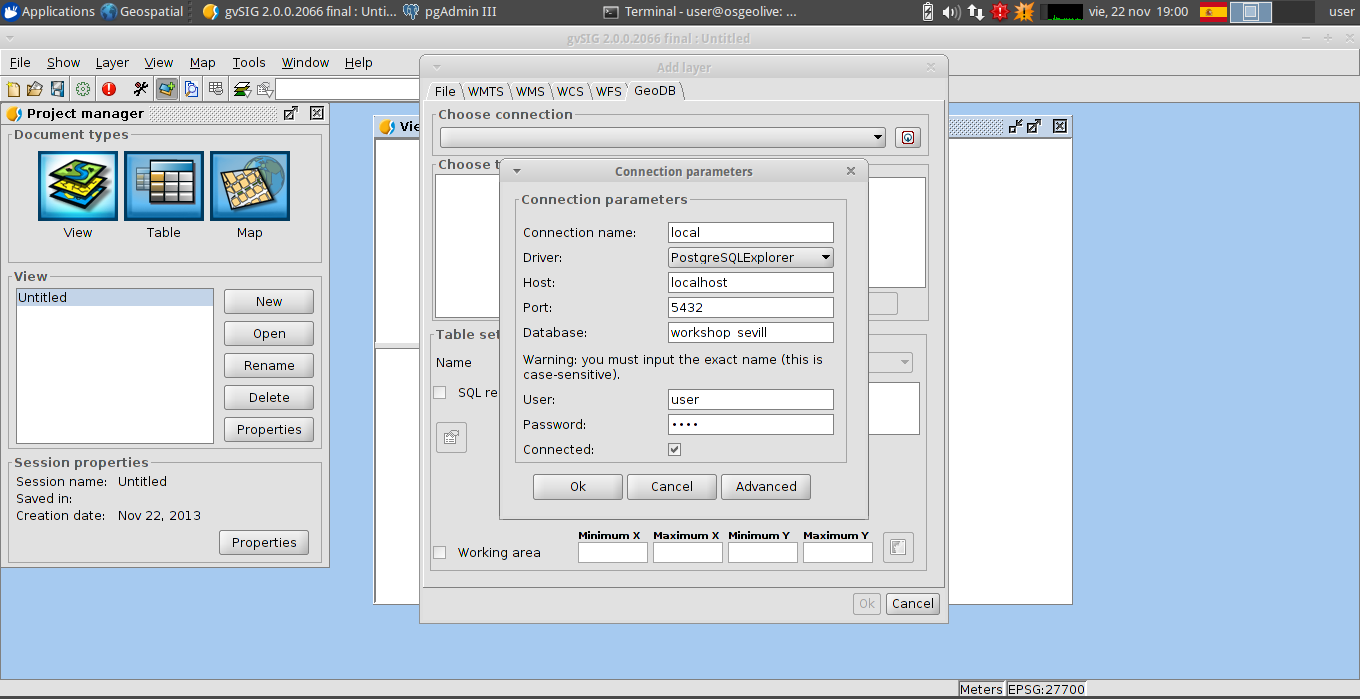 Applications Geospatial gvSIG 2.0.0.2066 final : Unti... pgAdmin III Terminal - user@osgeolive: ... vie, 22 nov 19:00 user
gvSIG 2.0.0.2066 final : Untitled
File Show Layer View Map Tools Window Help
Project manager
Document types
View Table Map
View
Untitled
New
Open
Rename
Delete
Properties
Session properties
Session name: Untitled
Saved in:
Creation date: Nov 22, 2013
Properties
Add layer
File WMTS WMS WCS WFS GeoDB
Choose connection
Choose t
Table set
Name
SQL re
Connection parameters
Connection parameters
Connection name: local
Driver: PostgreSQLExplorer
Host: localhost
Port: 5432
Database: workshop_sevill
Warning: you must input the exact name (this is
case-sensitive).
User: user
Password: ••••
Connected:
Ok Cancel Advanced
Minimum X Maximum X Minimum Y Maximum Y
Working area
Ok Cancel
Meters EPSG:27700